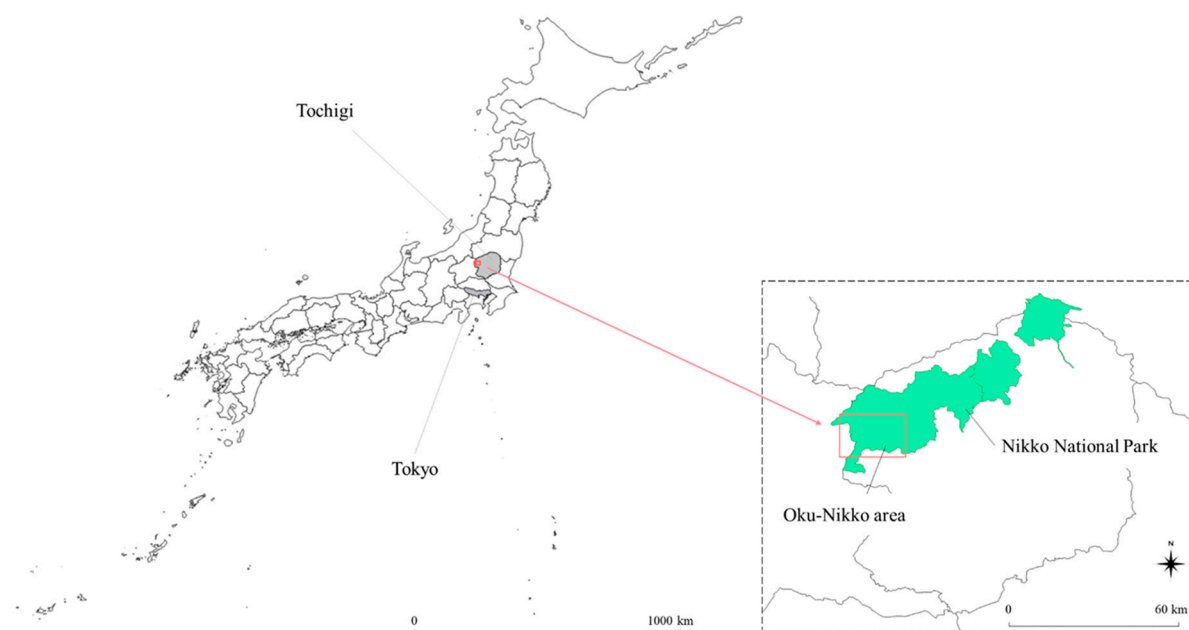 Tochigi
Tokyo
0 1000 km
Nikko National Park
Oku-Nikko area
N
0 60 km